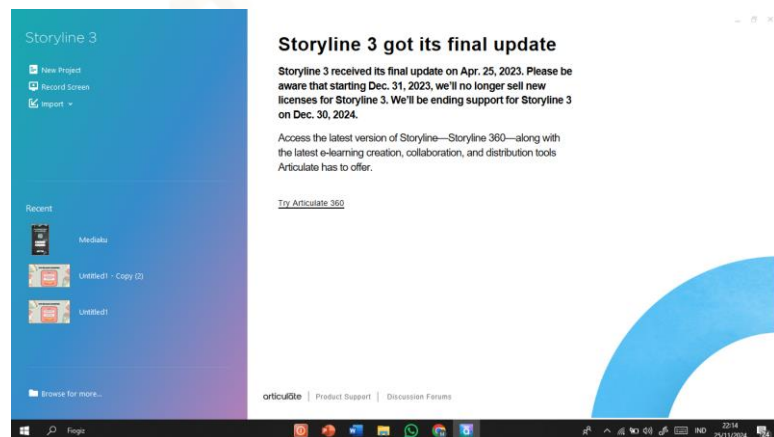 Storyline 3
New Project
Record Screen
Import
Recent
Mediaku
Untitled1 - Copy (2)
Untitled1
Browse for more...
Storyline 3 got its final update
Storyline 3 received its final update on Apr. 25, 2023. Please be
aware that starting Dec. 31, 2023, we'll no longer sell new
licenses for Storyline 3. We'll be ending support for Storyline 3
on Dec. 30, 2024.
Access the latest version of Storyline—Storyline 360—along with
the latest e-learning creation, collaboration, and distribution tools
Articulate has to offer.
Try Articulate 360
articulate | Product Support | Discussion Forums
Fiogiz
IND
22:14
25/11/2024
24